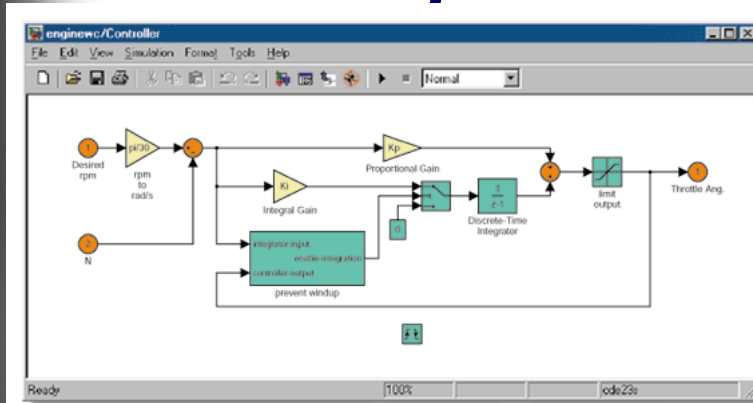 enginewc/Controller
File Edit View Simulation Format Tools Help
Normal
1
Desired
rpm
pi/30
rpm
to
rad/s
+
-
Kp
Proportional Gain
Ki
Integral Gain
2
N
integrator input
enable integration
controller output
prevent windup
0
T
z-1
Discrete-Time
Integrator
+
+
limit
output
1
Throttle Ang.
Ready
100%
ode23s